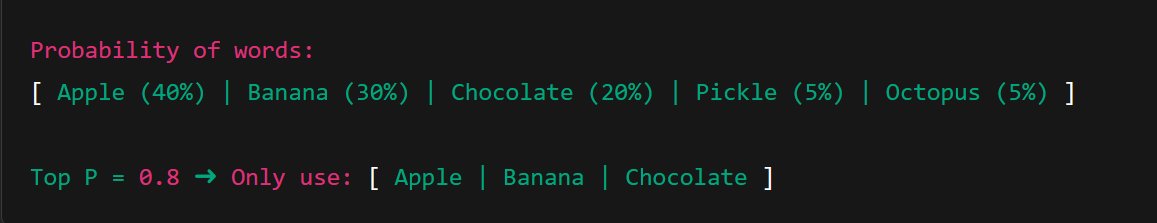 Probability of words:
[ Apple (40%) | Banana (30%) | Chocolate (20%) | Pickle (5%) | Octopus (5%) ]
Top P = 0.8 ➜ Only use: [ Apple | Banana | Chocolate ]